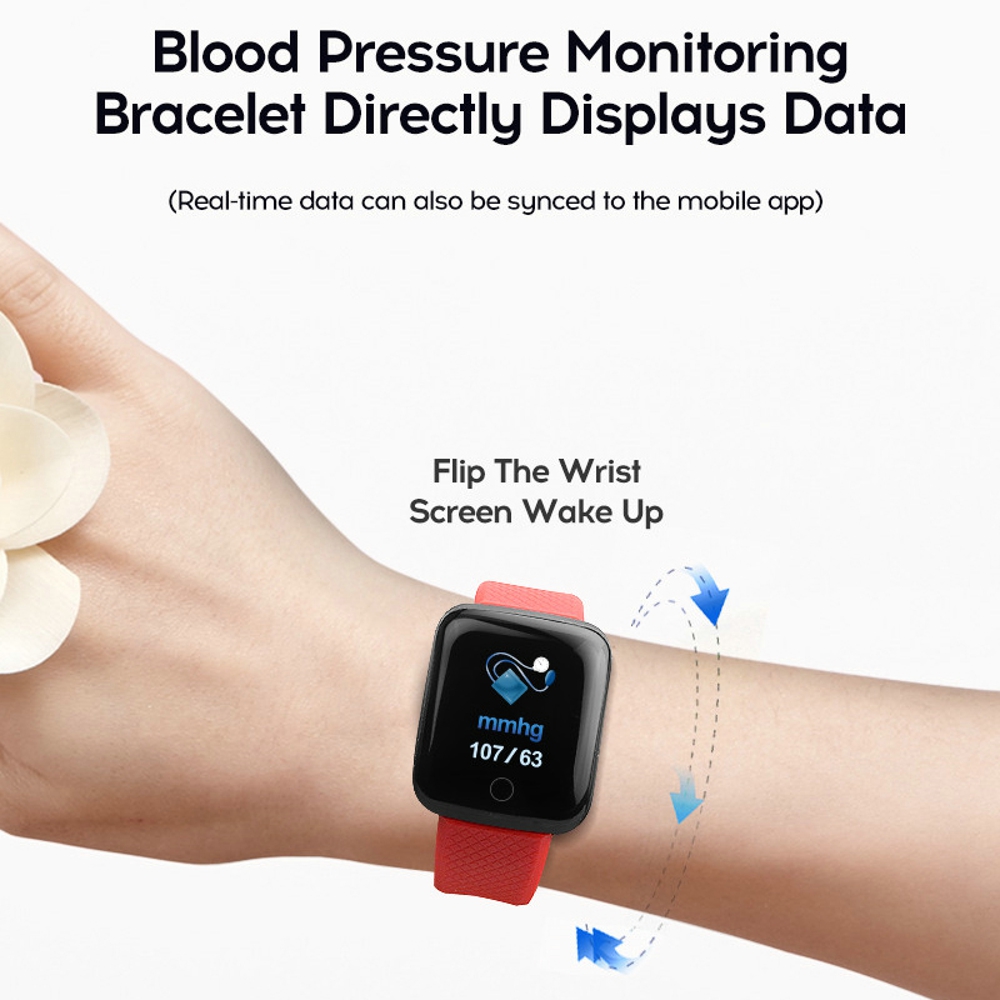 Blood Pressure Monitoring
Bracelet Directly Displays Data
(Real-time data can also be synced to the mobile app)
Flip The Wrist
Screen Wake Up
mmhg
107/63